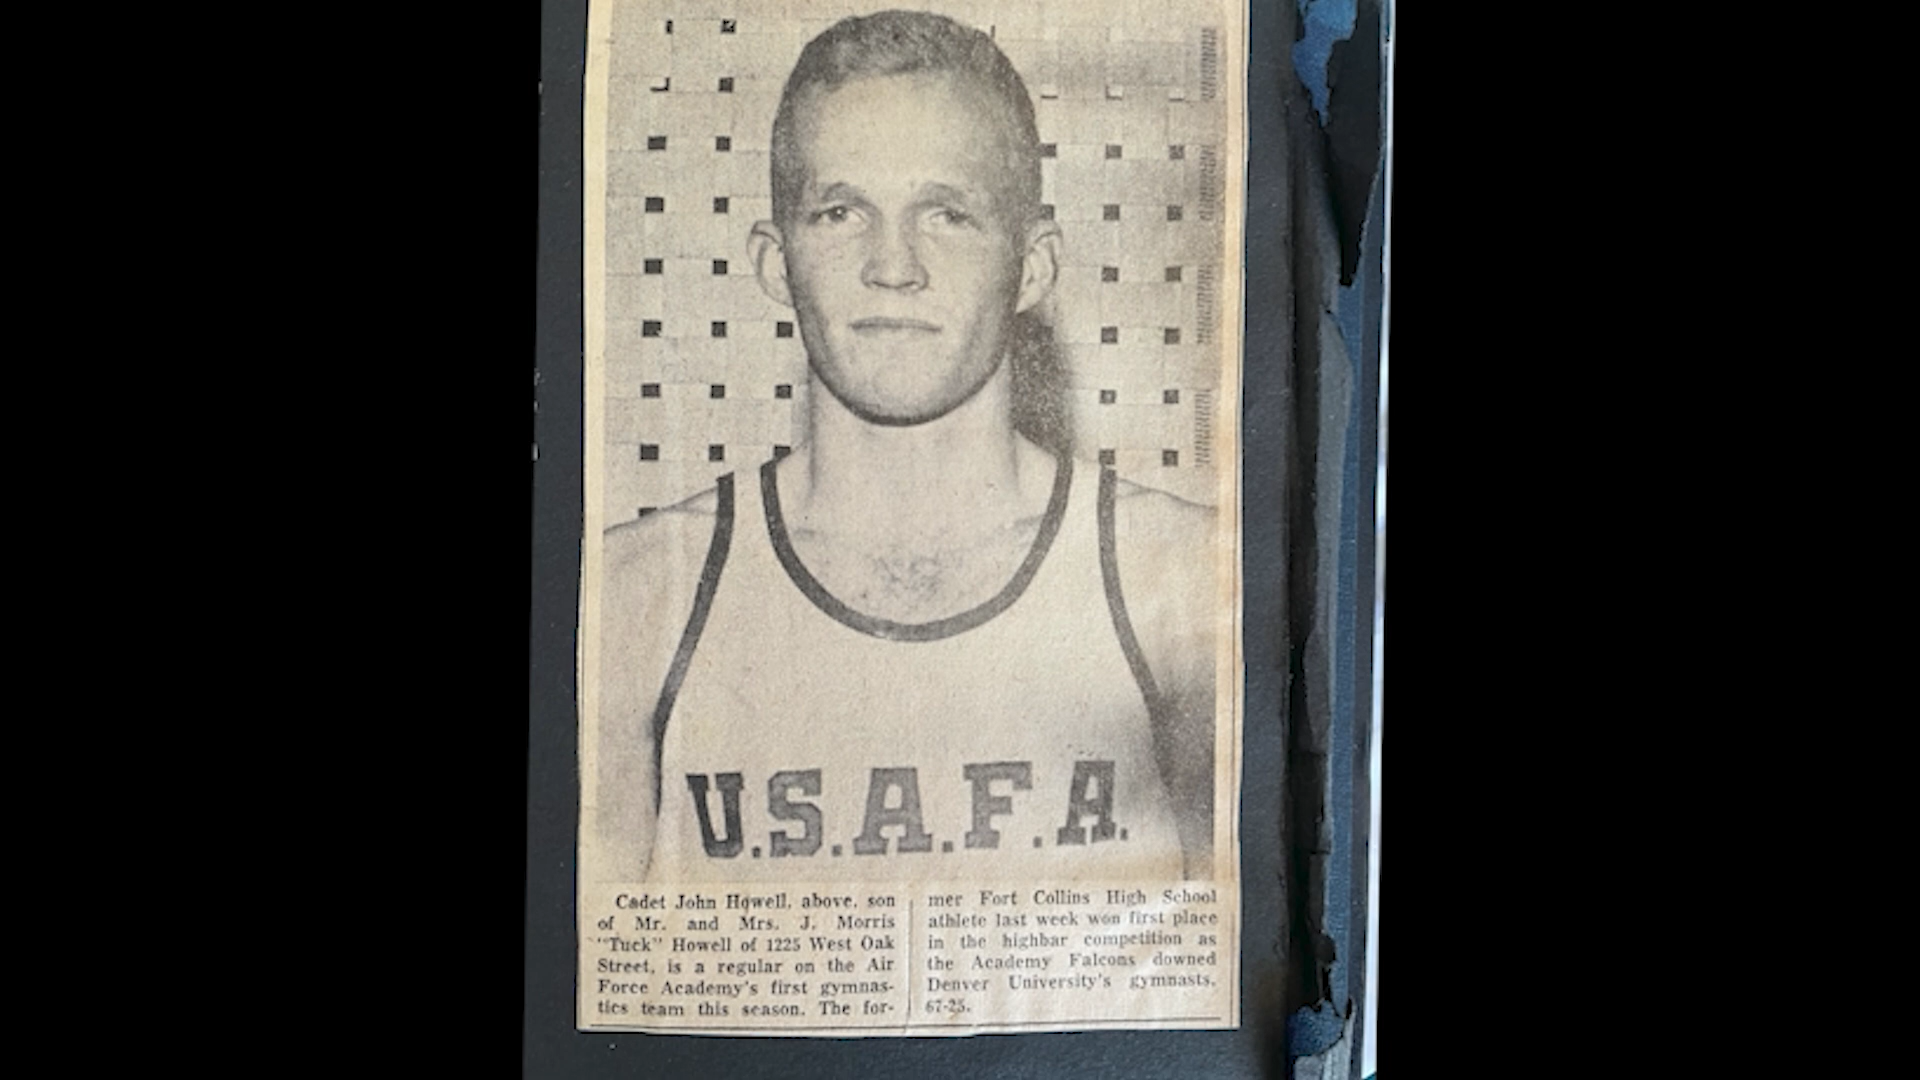 U.S.A.F.A.
Cadet John Howell, above, son
of Mr. and Mrs. J. Morris
"Tuck" Howell of 1225 West Oak
Street, is a regular on the Air
Force Academy's first gymnas-
tics team this season. The for-
mer Fort Collins High School
athlete last week won first place
in the highbar competition as
the Academy Falcons downed
Denver University's gymnasts,
67-25.